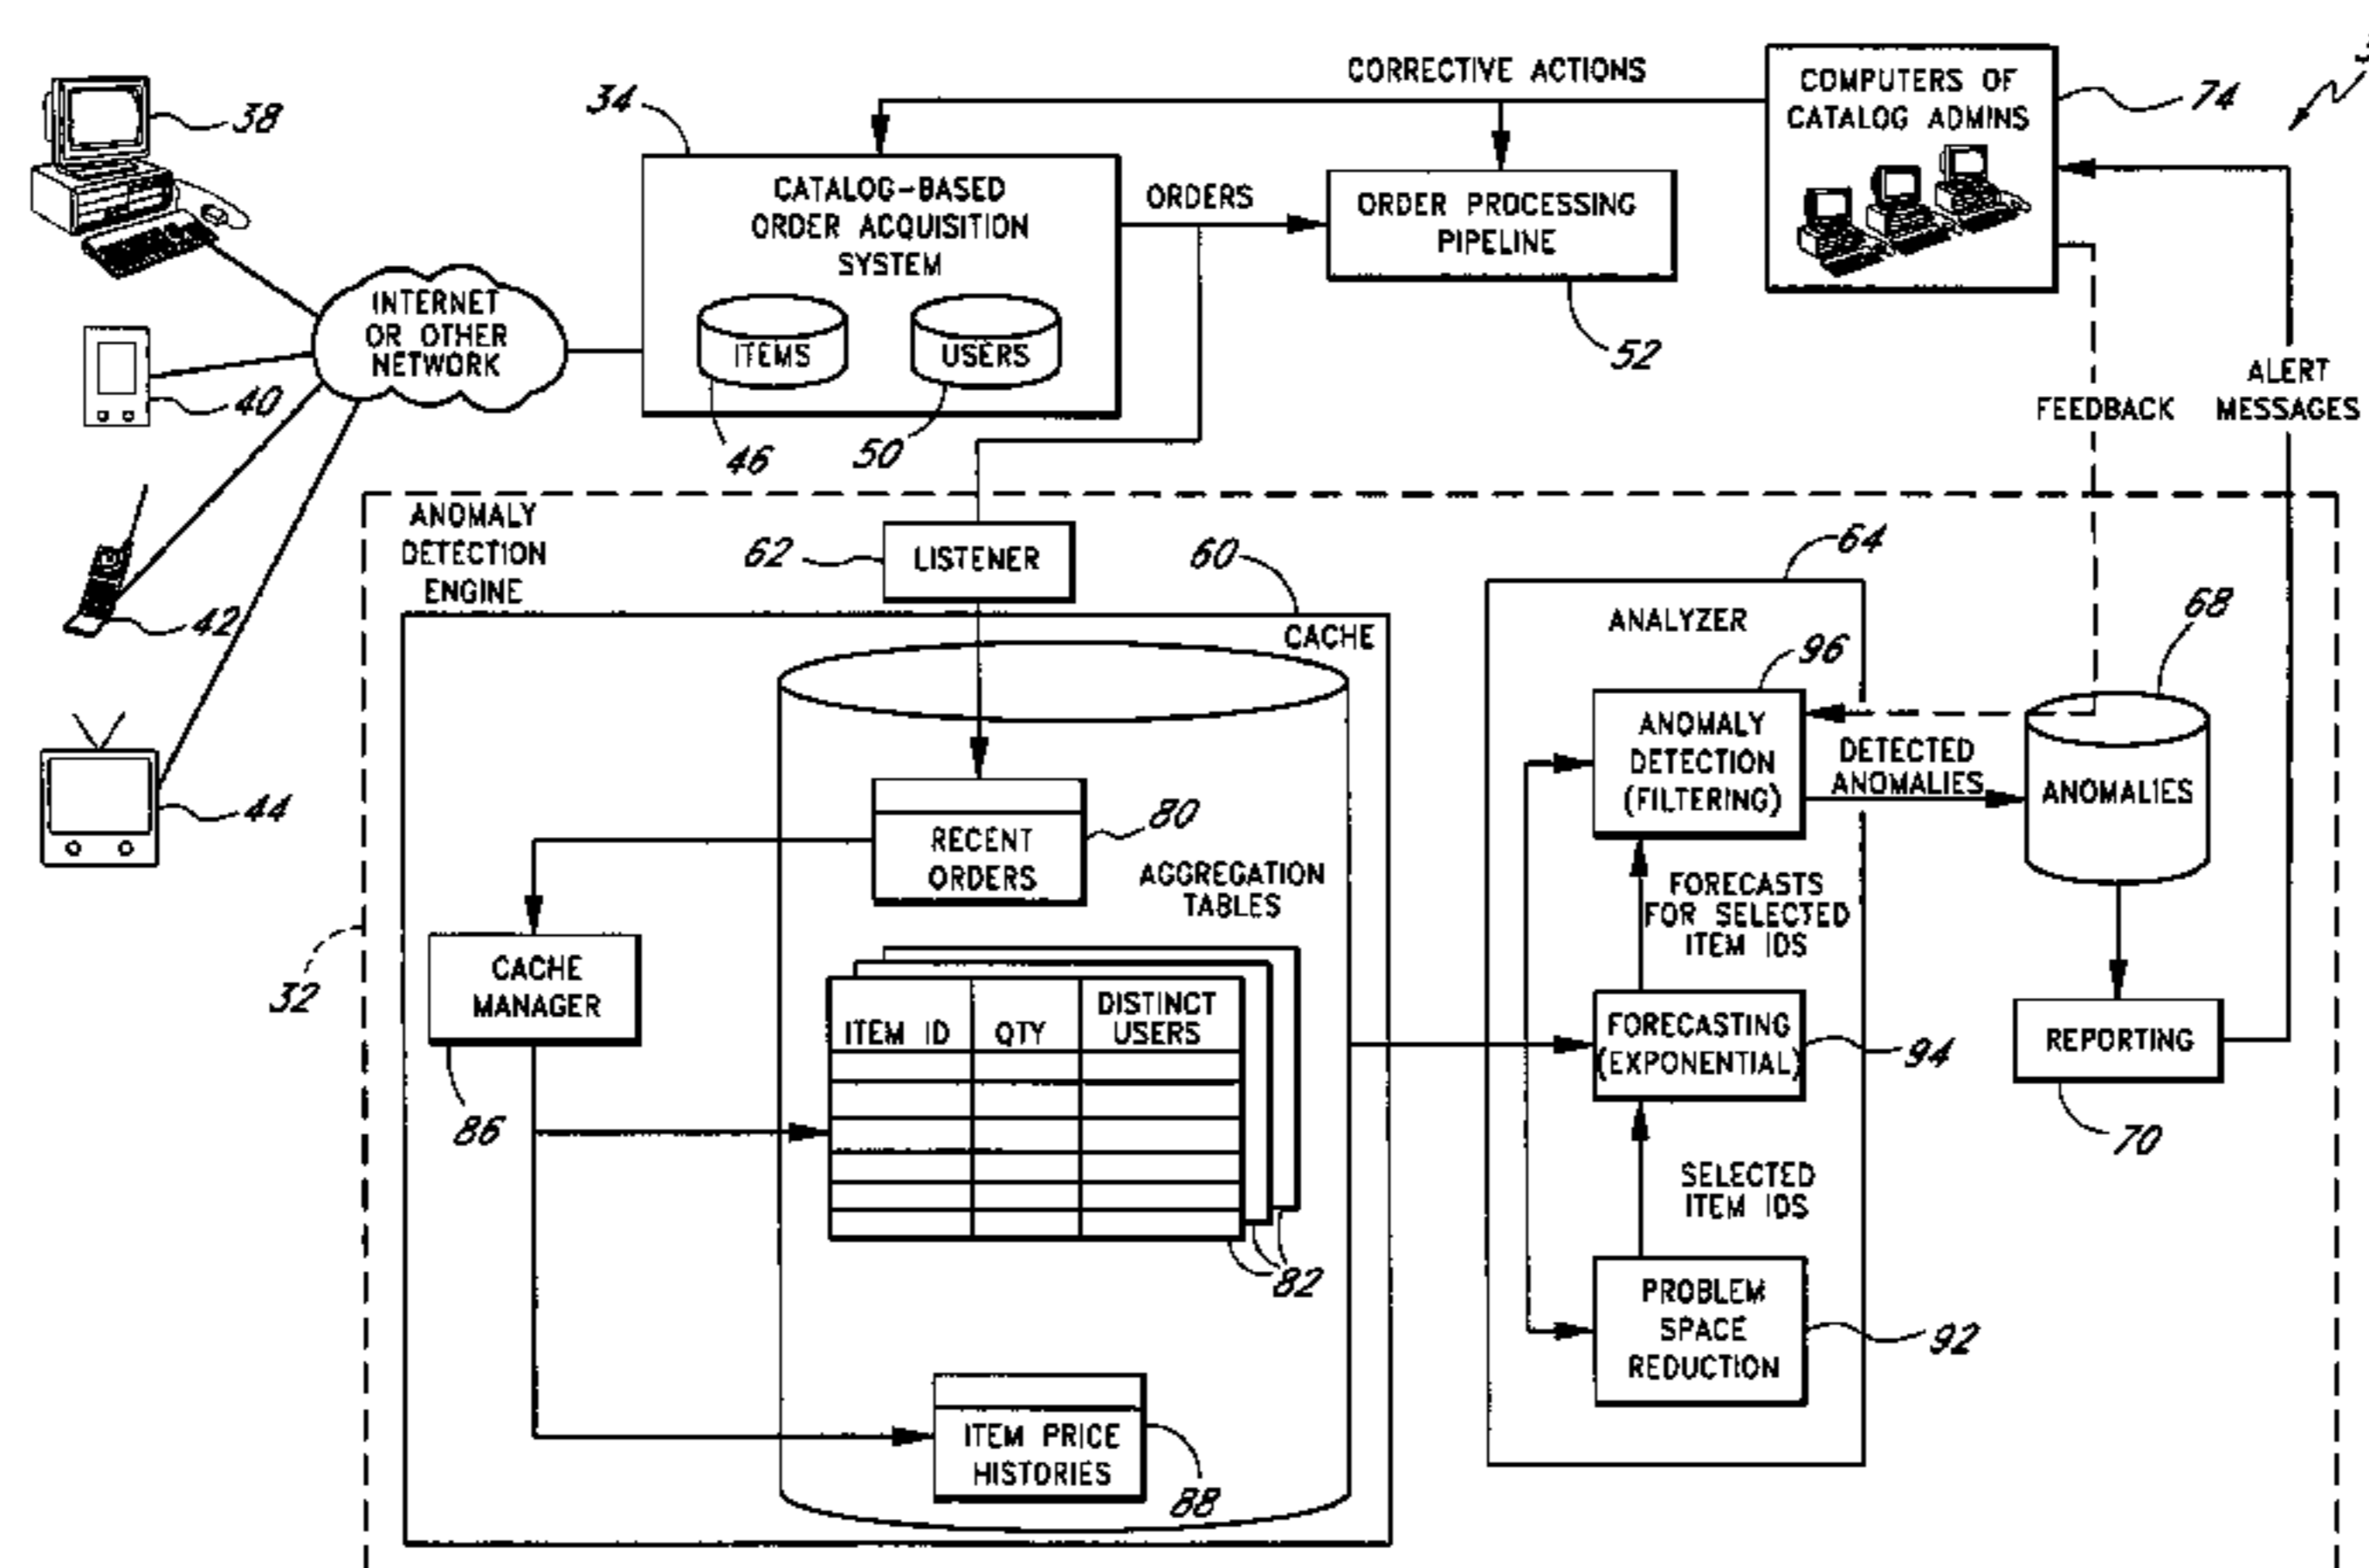 CORRECTIVE ACTIONS
COMPUTERS OF
CATALOG ADMINS
74
38
34
CATALOG-BASED
ORDER ACQUISITION
SYSTEM
ITEMS
USERS
ORDERS
ORDER PROCESSING
PIPELINE
52
INTERNET
OR OTHER
NETWORK
40
46
50
FEEDBACK
ALERT
MESSAGES
42
44
ANOMALY
DETECTION
ENGINE
62
LISTENER
60
CACHE
64
ANALYZER
96
68
ANOMALY
DETECTION
(FILTERING)
DETECTED
ANOMALIES
ANOMALIES
80
RECENT
ORDERS
AGGREGATION
TABLES
FORECASTS
FOR SELECTED
ITEM IDS
32
CACHE
MANAGER
86
ITEM ID
QTY
DISTINCT
USERS
82
FORECASTING
(EXPONENTIAL)
94
REPORTING
70
SELECTED
ITEM IDS
PROBLEM
SPACE
REDUCTION
92
ITEM PRICE
HISTORIES
88